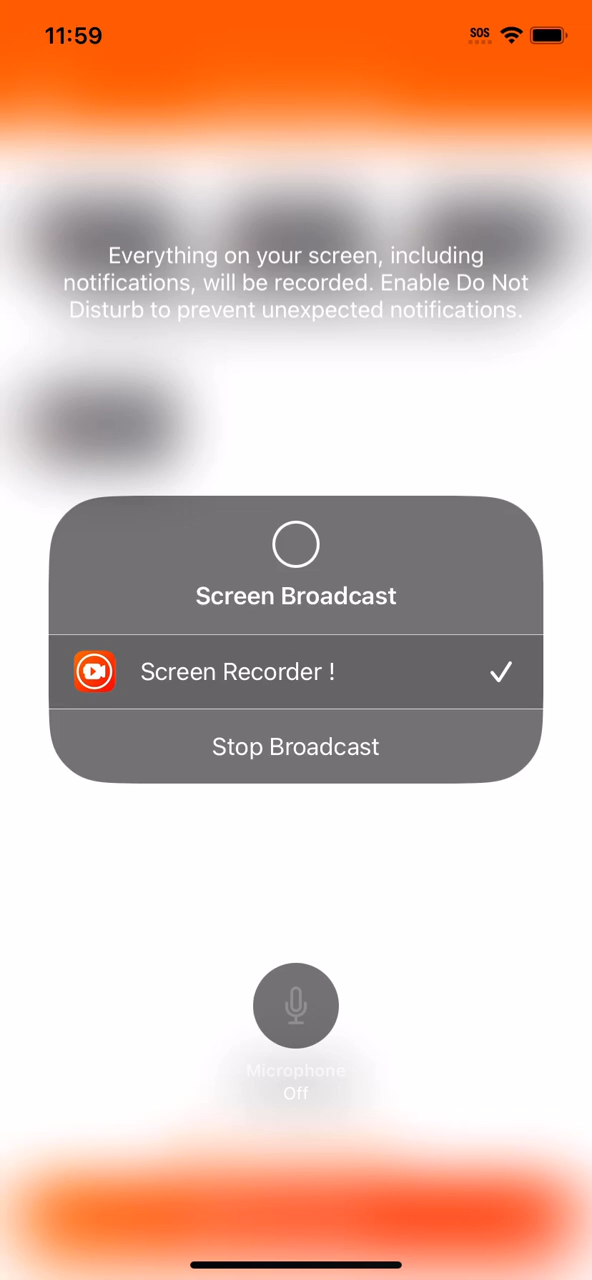 11:59
SOS
Everything on your screen, including
notifications, will be recorded. Enable Do Not
Disturb to prevent unexpected notifications.
Screen Broadcast
Screen Recorder !
Stop Broadcast
Microphone
Off